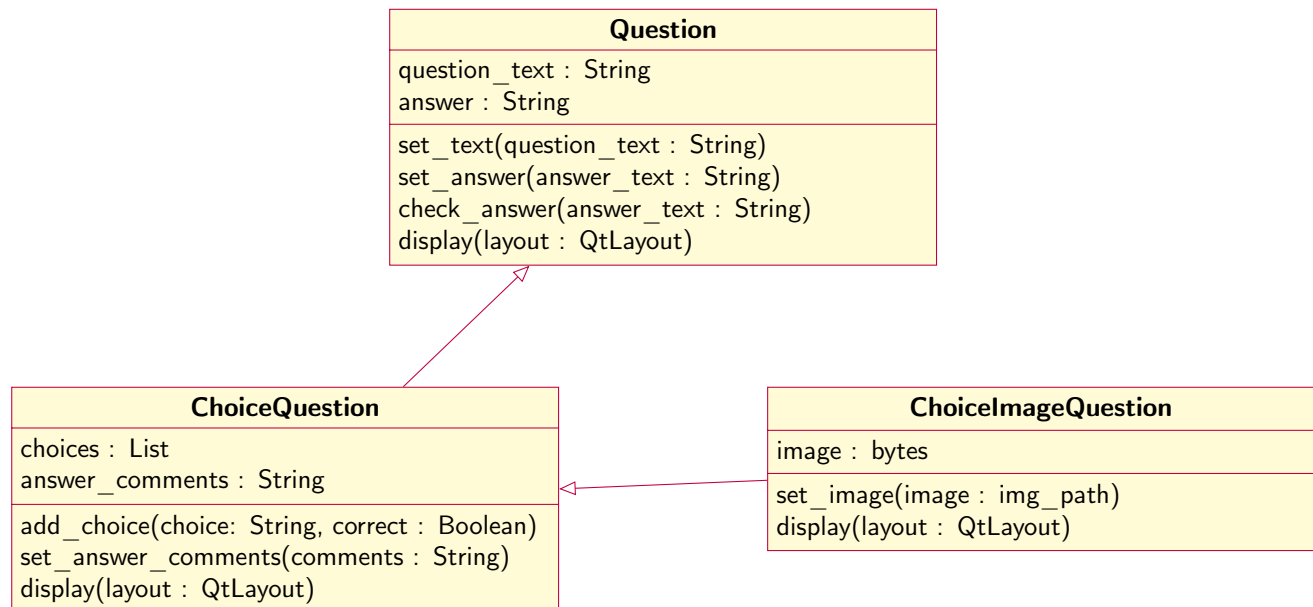 Question
question_text : String
answer : String
set_text(question_text : String)
set_answer(answer_text : String)
check_answer(answer_text : String)
display(layout : QtLayout)
ChoiceQuestion
choices : List
answer_comments : String
add_choice(choice: String, correct : Boolean)
set_answer_comments(comments : String)
display(layout : QtLayout)
ChoiceImageQuestion
image : bytes
set_image(image : img_path)
display(layout : QtLayout)